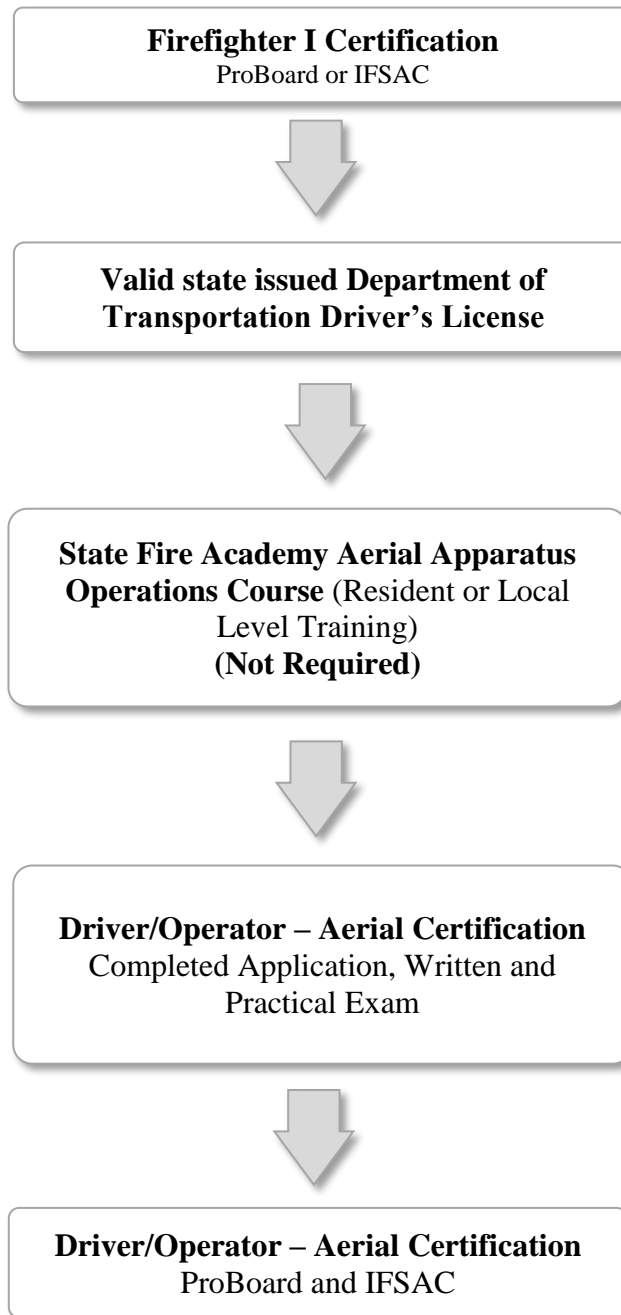 Firefighter I Certification
ProBoard or IFSAC
Valid state issued Department of
Transportation Driver’s License
State Fire Academy Aerial Apparatus
Operations Course (Resident or Local
Level Training)
(Not Required)
Driver/Operator – Aerial Certification
Completed Application, Written and
Practical Exam
Driver/Operator – Aerial Certification
ProBoard and IFSAC